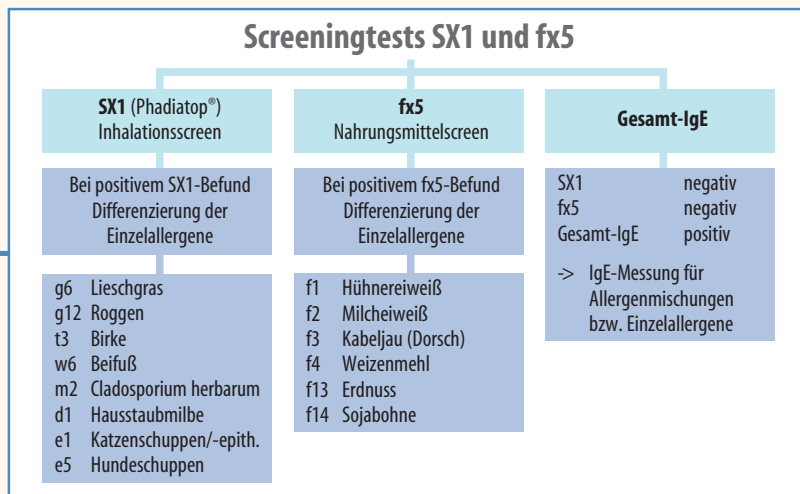 Screeningtests SX1 und fx5
SX1 (Phadiatop®)
Inhalationsscreen
Bei positivem SX1-Befund
Differenzierung der
Einzelallergene
g6 Lieschgras
g12 Roggen
t3 Birke
w6 Beifuß
m2 Cladosporium herbarum
d1 Hausstaubmilbe
e1 Katzenschuppen/-epith.
e5 Hundeschuppen
fx5
Nahrungsmittelscreen
Bei positivem fx5-Befund
Differenzierung der
Einzelallergene
f1 Hühnereiweiß
f2 Milcheiweiß
f3 Kabeljau (Dorsch)
f4 Weizenmehl
f13 Erdnuss
f14 Sojabohne
Gesamt-IgE
SX1 negativ
fx5 negativ
Gesamt-IgE positiv
-> IgE-Messung für
Allergenmischungen
bzw. Einzelallergene